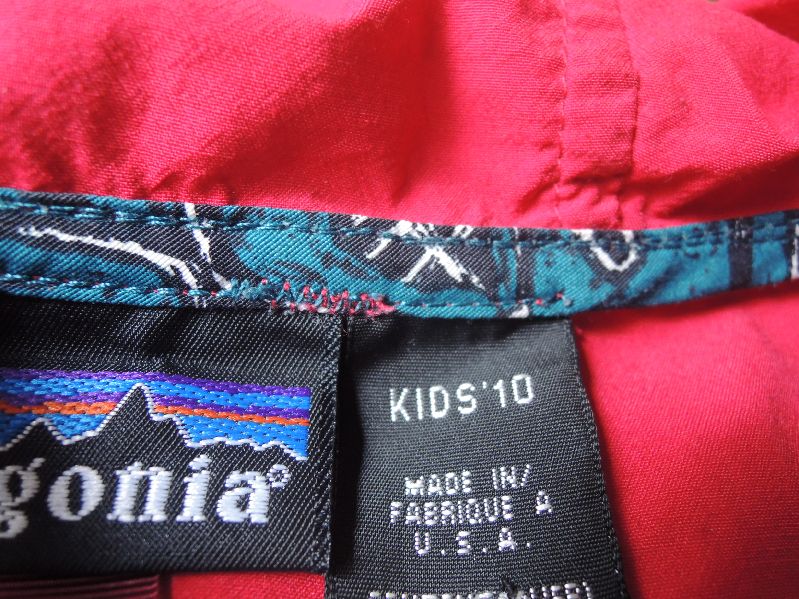 gonia®
KIDS'10
MADE IN/
FABRIQUE A
U.S.A.